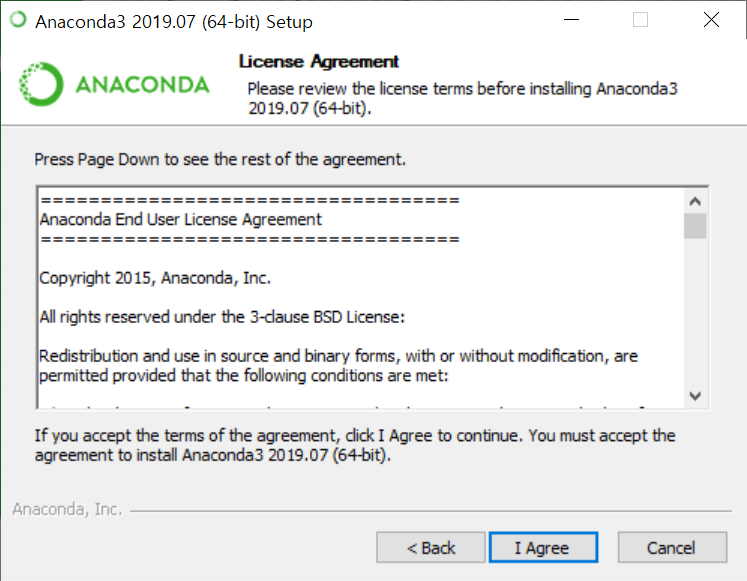 Anaconda3 2019.07 (64-bit) Setup
ANACONDA
License Agreement
Please review the license terms before installing Anaconda3
2019.07 (64-bit).
Press Page Down to see the rest of the agreement.
===================================
Anaconda End User License Agreement
===================================
Copyright 2015, Anaconda, Inc.
All rights reserved under the 3-clause BSD License:
Redistribution and use in source and binary forms, with or without modification, are
permitted provided that the following conditions are met:
If you accept the terms of the agreement, click I Agree to continue. You must accept the
agreement to install Anaconda3 2019.07 (64-bit).
Anaconda, Inc.
< Back
I Agree
Cancel